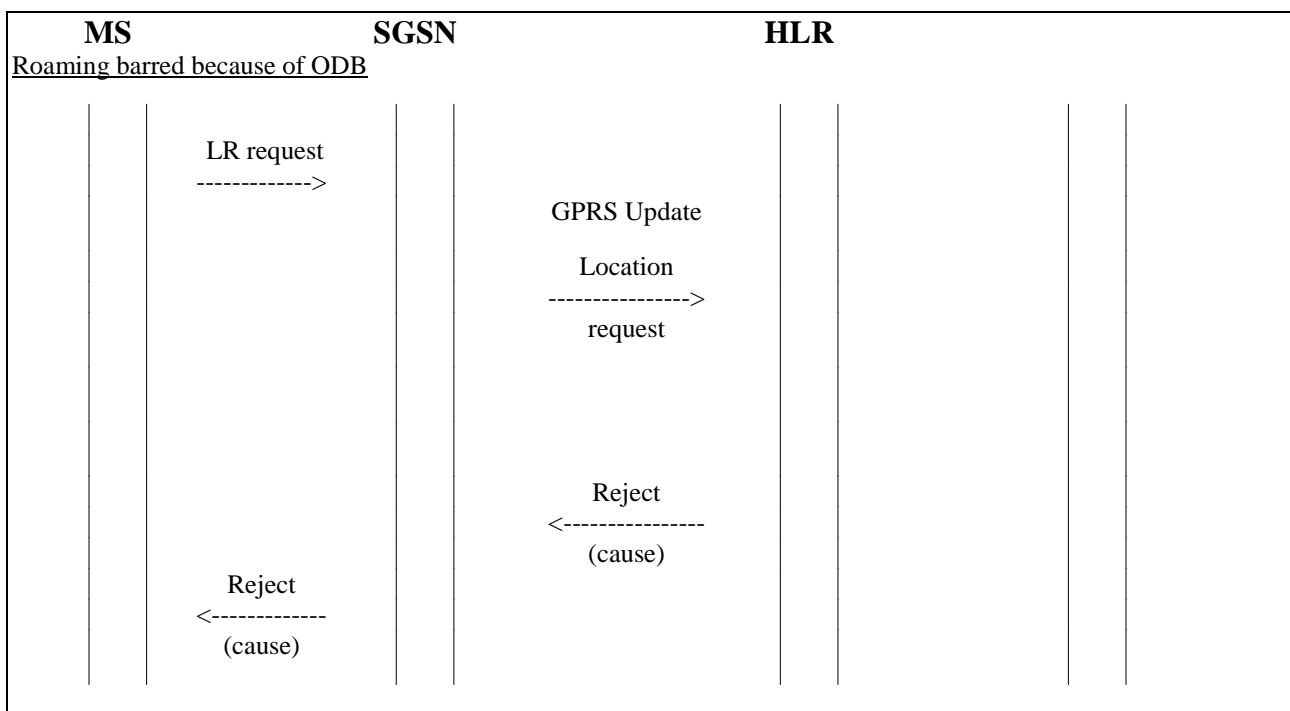 MS SGSN HLR
Roaming barred because of ODB
LR request
------------->
GPRS Update
Location
----------------->
request
Reject
<----------------
(cause)
Reject
<-------------
(cause)